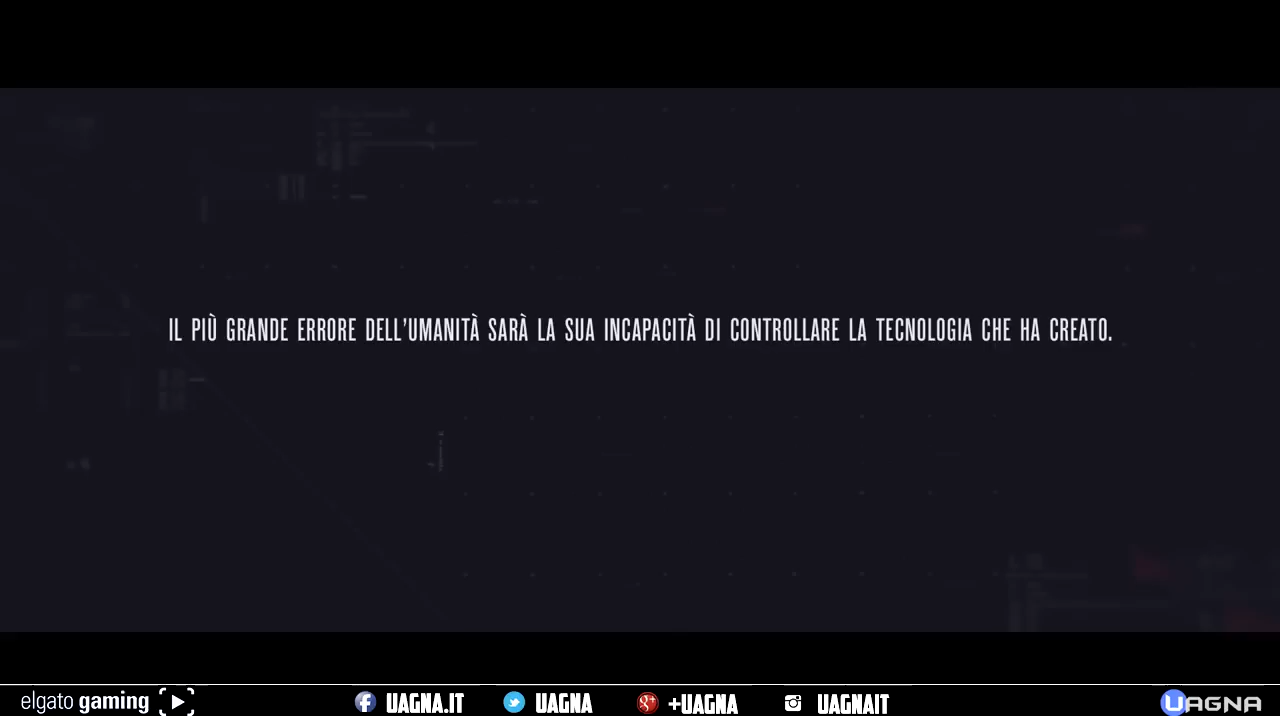 IL PIÙ GRANDE ERRORE DELL'UMANITÀ SARÀ LA SUA INCAPACITÀ DI CONTROLLARE LA TECNOLOGIA CHE HA CREATO.
elgato gaming UAGNA.IT UAGNA +UAGNA UAGNAIT UAGNA